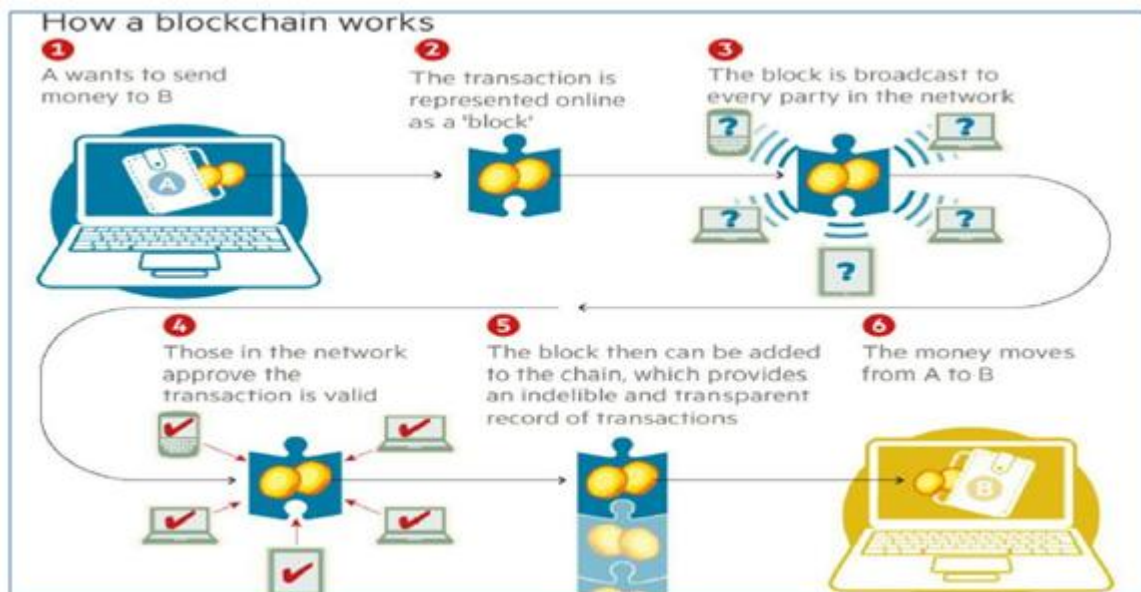 How a blockchain works
1
A wants to send
money to B
2
The transaction is
represented online
as a 'block'
3
The block is broadcast to
every party in the network
A
?
?
?
?
?
4
Those in the network
approve the
transaction is valid
5
The block then can be added
to the chain, which provides
an indelible and transparent
record of transactions
6
The money moves
from A to B
B